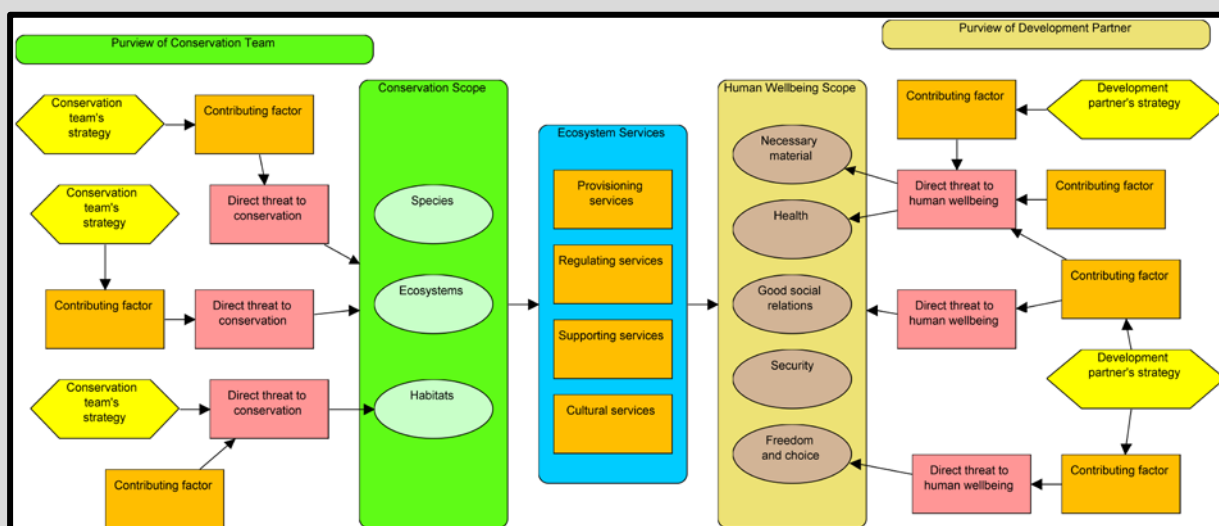 Purview of Conservation Team
Purview of Development Partner
Conservation
team's
strategy
Contributing factor
Conservation
team's
strategy
Direct threat to
conservation
Contributing factor
Direct threat to
conservation
Conservation
team's
strategy
Direct threat to
conservation
Contributing factor
Conservation Scope
Species
Ecosystems
Habitats
Ecosystem Services
Provisioning
services
Regulating services
Supporting services
Cultural services
Human Wellbeing Scope
Necessary
material
Health
Good social
relations
Security
Freedom
and choice
Contributing factor
Development
partner's strategy
Direct threat to
human wellbeing
Contributing factor
Direct threat to
human wellbeing
Contributing factor
Development
partner's strategy
Direct threat to
human wellbeing
Contributing factor